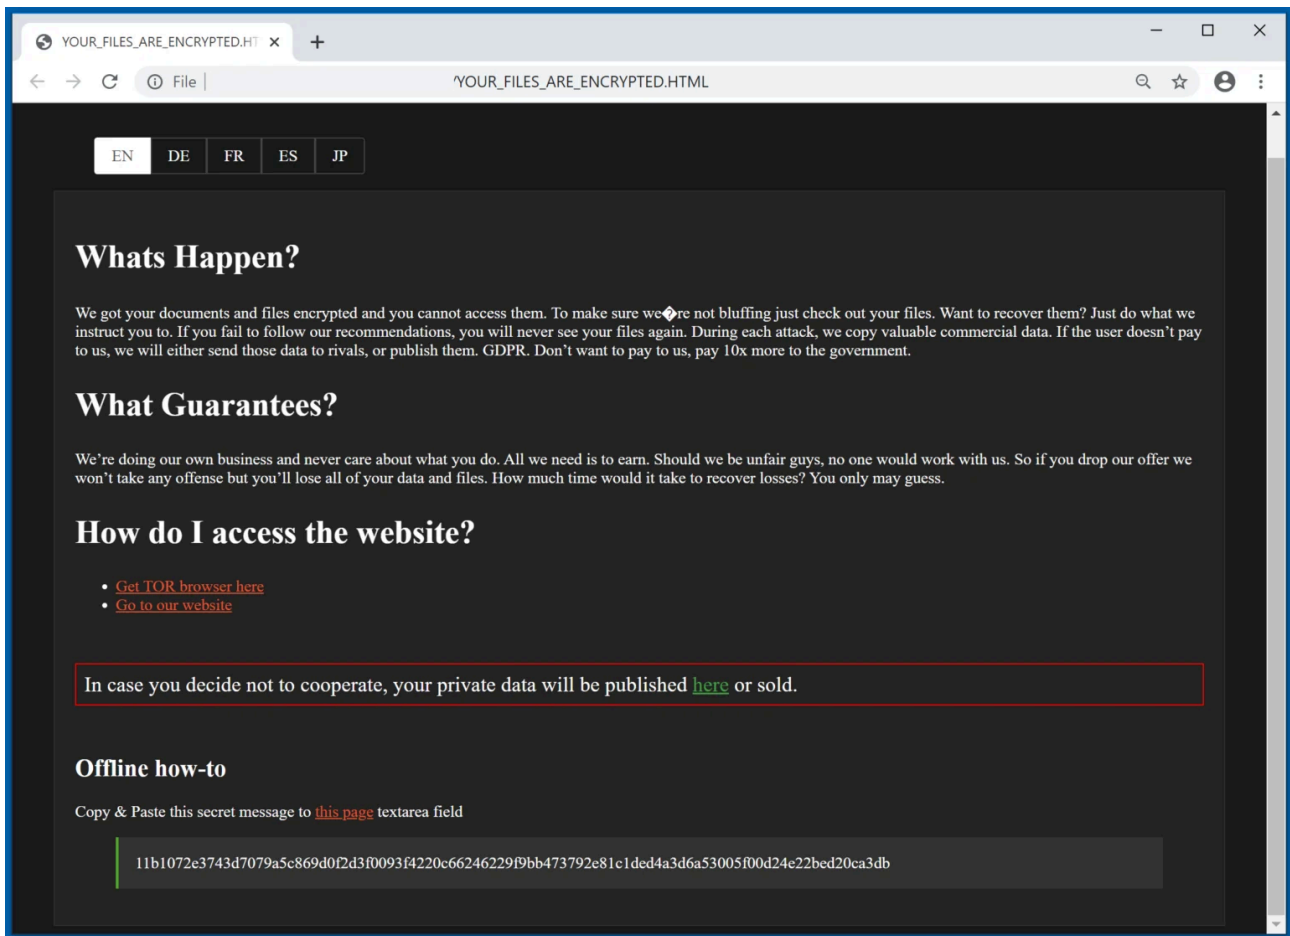 YOUR_FILES_ARE_ENCRYPTED.HT
File
YOUR_FILES_ARE_ENCRYPTED.HTML
EN DE FR ES JP
Whats Happen?
We got your documents and files encrypted and you cannot access them. To make sure we�re not bluffing just check out your files. Want to recover them? Just do what we
instruct you to. If you fail to follow our recommendations, you will never see your files again. During each attack, we copy valuable commercial data. If the user doesn’t pay
to us, we will either send those data to rivals, or publish them. GDPR. Don’t want to pay to us, pay 10x more to the government.
What Guarantees?
We’re doing our own business and never care about what you do. All we need is to earn. Should we be unfair guys, no one would work with us. So if you drop our offer we
won’t take any offense but you’ll lose all of your data and files. How much time would it take to recover losses? You only may guess.
How do I access the website?
• Get TOR browser here
• Go to our website
In case you decide not to cooperate, your private data will be published here or sold.
Offline how-to
Copy & Paste this secret message to this page textarea field
11b1072e3743d7079a5c869d0f2d3f0093f4220c66246229f9bb473792e81c1ded4a3d6a53005f00d24e22bed20ca3db